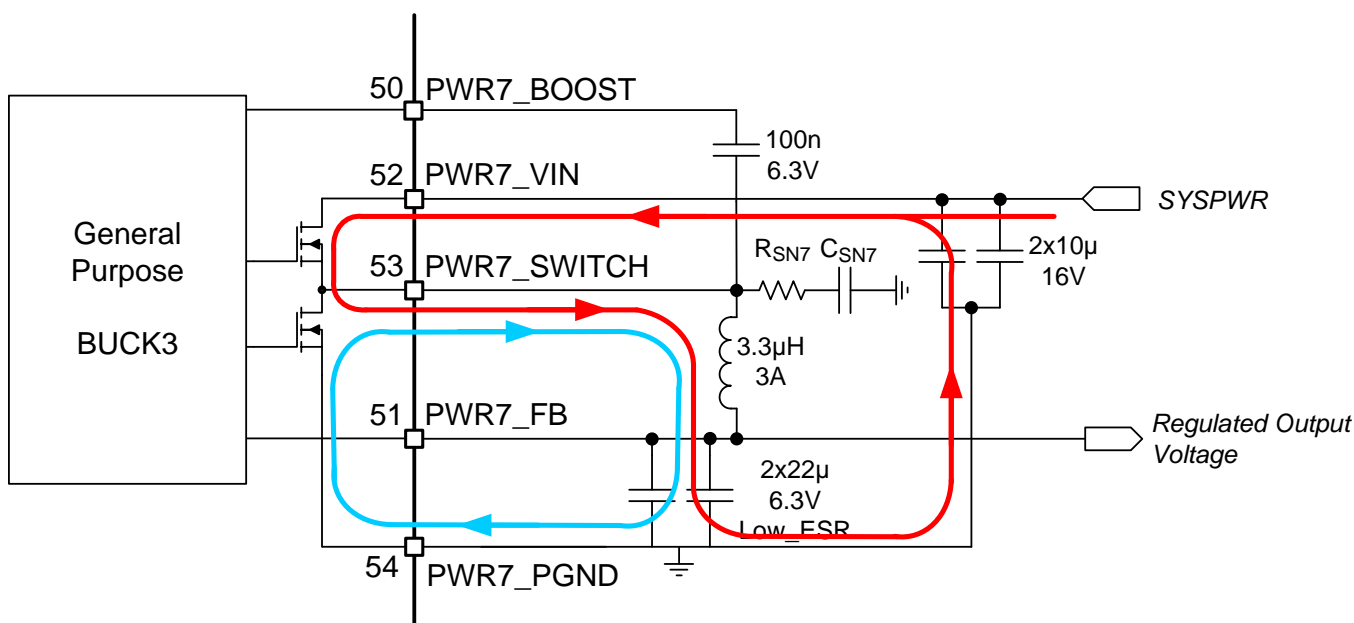 50 PWR7_BOOST
100n
6.3V
52 PWR7_VIN
SYSPWR
General
Purpose
BUCK3
2x10µ
16V
53 PWR7_SWITCH
RSN7 CSN7
3.3µH
3A
51 PWR7_FB
Regulated Output
Voltage
2x22µ
6.3V
Low_ESR
54 PWR7_PGND